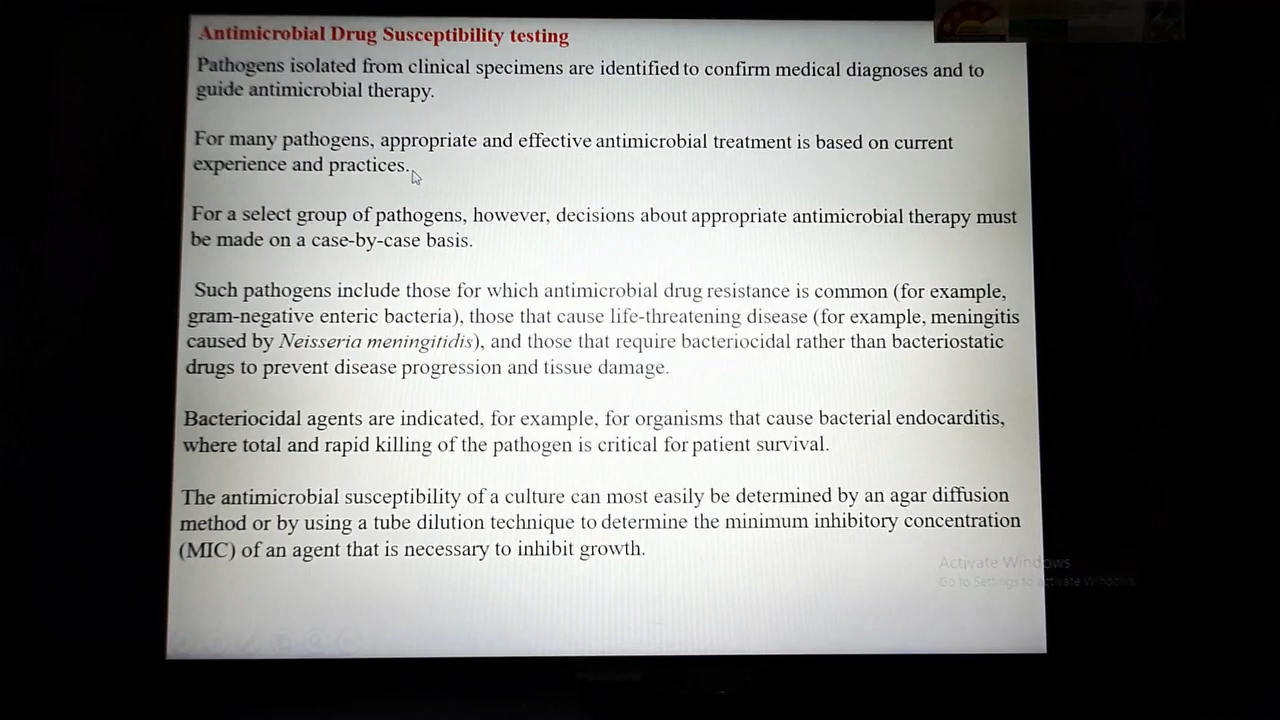 Antimicrobial Drug Susceptibility testing
Pathogens isolated from clinical specimens are identified to confirm medical diagnoses and to
guide antimicrobial therapy.
For many pathogens, appropriate and effective antimicrobial treatment is based on current
experience and practices.
For a select group of pathogens, however, decisions about appropriate antimicrobial therapy must
be made on a case-by-case basis.
Such pathogens include those for which antimicrobial drug resistance is common (for example,
gram-negative enteric bacteria), those that cause life-threatening disease (for example, meningitis
caused by Neisseria meningitidis), and those that require bacteriocidal rather than bacteriostatic
drugs to prevent disease progression and tissue damage.
Bacteriocidal agents are indicated, for example, for organisms that cause bacterial endocarditis,
where total and rapid killing of the pathogen is critical for patient survival.
The antimicrobial susceptibility of a culture can most easily be determined by an agar diffusion
method or by using a tube dilution technique to determine the minimum inhibitory concentration
(MIC) of an agent that is necessary to inhibit growth.
Activate Windows
Go to Settings to activate Windows.